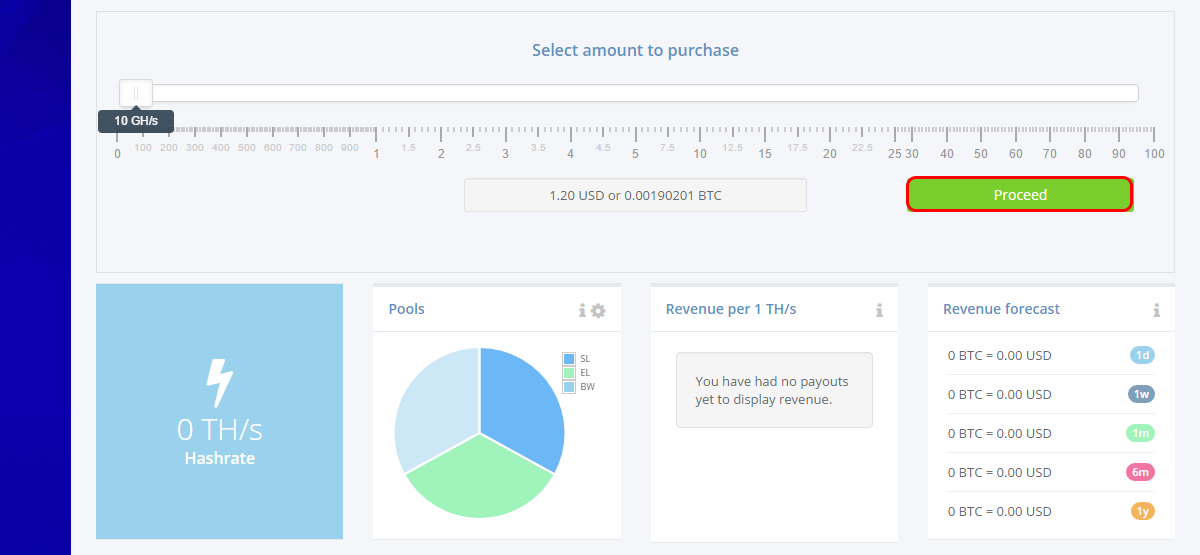 Select amount to purchase
10 GH/s
0 100 200 300 400 500 600 700 800 900 1 1.5 2 2.5 3 3.5 4 4.5 5 7.5 10 12.5 15 17.5 20 22.5 25 30 40 50 60 70 80 90 100
1.20 USD or 0.00190201 BTC
Proceed
0 TH/s
Hashrate
Pools
SL
EL
BW
Revenue per 1 TH/s
You have had no payouts
yet to display revenue.
Revenue forecast
0 BTC = 0.00 USD 1d
0 BTC = 0.00 USD 1w
0 BTC = 0.00 USD 1m
0 BTC = 0.00 USD 6m
0 BTC = 0.00 USD 1y